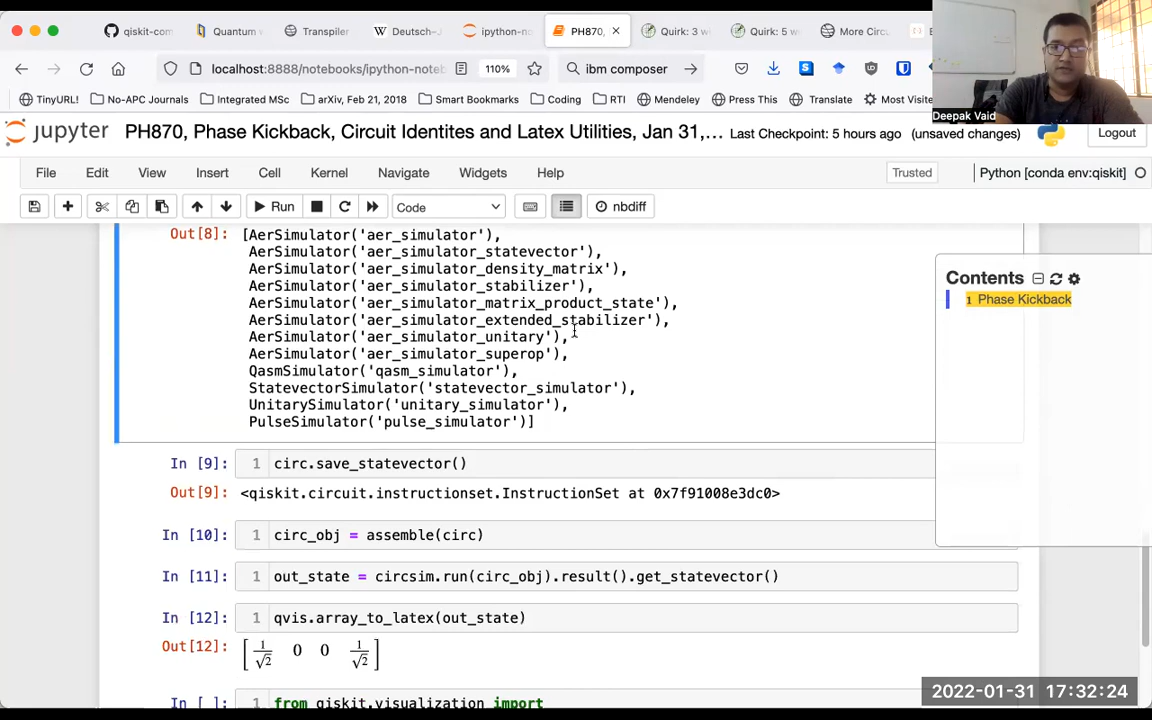 qiskit-com
Quantum
Transpiler
W Deutsch-J
ipython-note
PH870,
Quirk: 3 w
Quirk: 5 w
More Circ
localhost:8888/notebooks/ipython-note
110%
ibm composer
TinyURL!
No-APC Journals
Integrated MSc
arXiv, Feb 21, 2018
Smart Bookmarks
Coding
RTI
Mendeley
Press This
Translate
Most Visite
Deepak Vaid
jupyter
PH870, Phase Kickback, Circuit Identites and Latex Utilities, Jan 31,...
Last Checkpoint: 5 hours ago (unsaved changes)
Logout
File Edit View Insert Cell Kernel Navigate Widgets Help
Trusted
Python [conda env:qiskit]
Run
Code
nbdiff
Out[8]: [AerSimulator('aer_simulator'),
AerSimulator('aer_simulator_statevector'),
AerSimulator('aer_simulator_density_matrix'),
AerSimulator('aer_simulator_stabilizer'),
AerSimulator('aer_simulator_matrix_product_state'),
AerSimulator('aer_simulator_extended_stabilizer'),
AerSimulator('aer_simulator_unitary'),
AerSimulator('aer_simulator_superop'),
QasmSimulator('qasm_simulator'),
StatevectorSimulator('statevector_simulator'),
UnitarySimulator('unitary_simulator'),
PulseSimulator('pulse_simulator')]
Contents
1 Phase Kickback
In [9]: 1 circ.save_statevector()
Out[9]: <qiskit.circuit.instructionset.InstructionSet at 0x7f91008e3dc0>
In [10]: 1 circ_obj = assemble(circ)
In [11]: 1 out_state = circsim.run(circ_obj).result().get_statevector()
In [12]: 1 qvis.array_to_latex(out_state)
Out[12]: [1/√2 0 0 1/√2]
In [ ]: 1 from qiskit.visualization import
2022-01-31 17:32:24